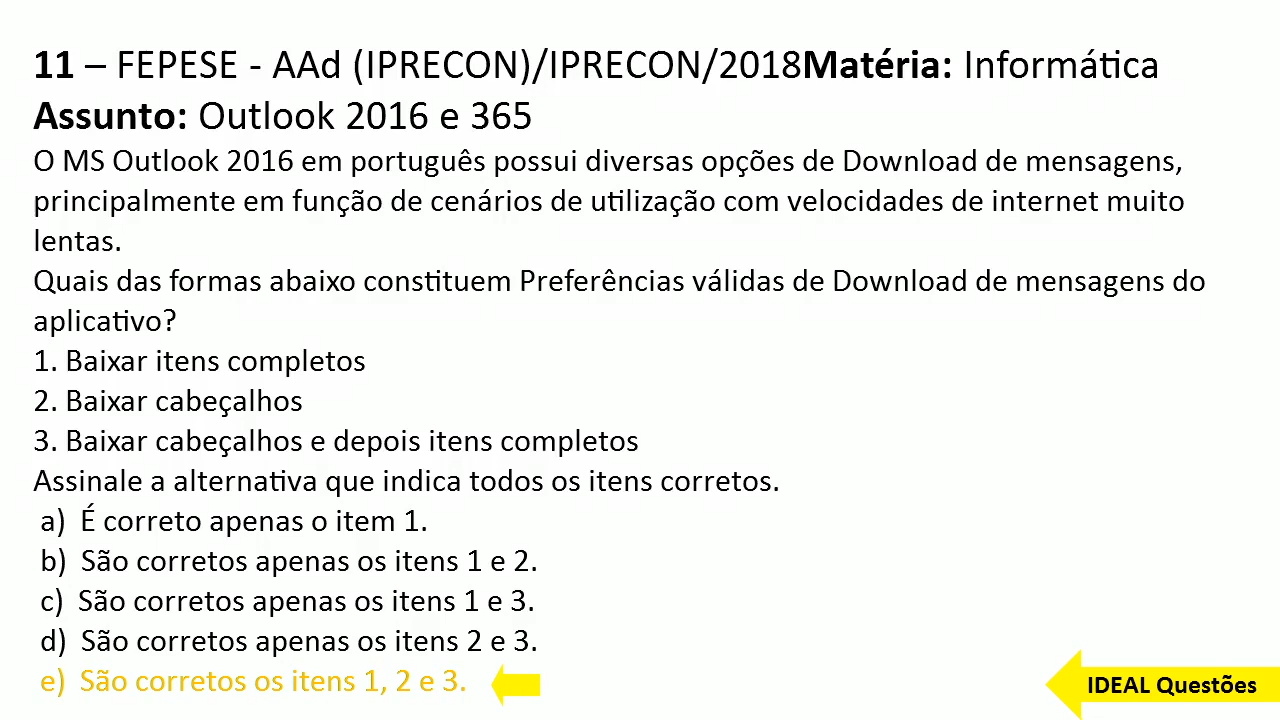 11 – FEPESE - AAd (IPRECON)/IPRECON/2018Matéria: Informática
Assunto: Outlook 2016 e 365
O MS Outlook 2016 em português possui diversas opções de Download de mensagens,
principalmente em função de cenários de utilização com velocidades de internet muito
lentas.
Quais das formas abaixo constituem Preferências válidas de Download de mensagens do
aplicativo?
1. Baixar itens completos
2. Baixar cabeçalhos
3. Baixar cabeçalhos e depois itens completos
Assinale a alternativa que indica todos os itens corretos.
a) É correto apenas o item 1.
b) São corretos apenas os itens 1 e 2.
c) São corretos apenas os itens 1 e 3.
d) São corretos apenas os itens 2 e 3.
e) São corretos os itens 1, 2 e 3.
IDEAL Questões